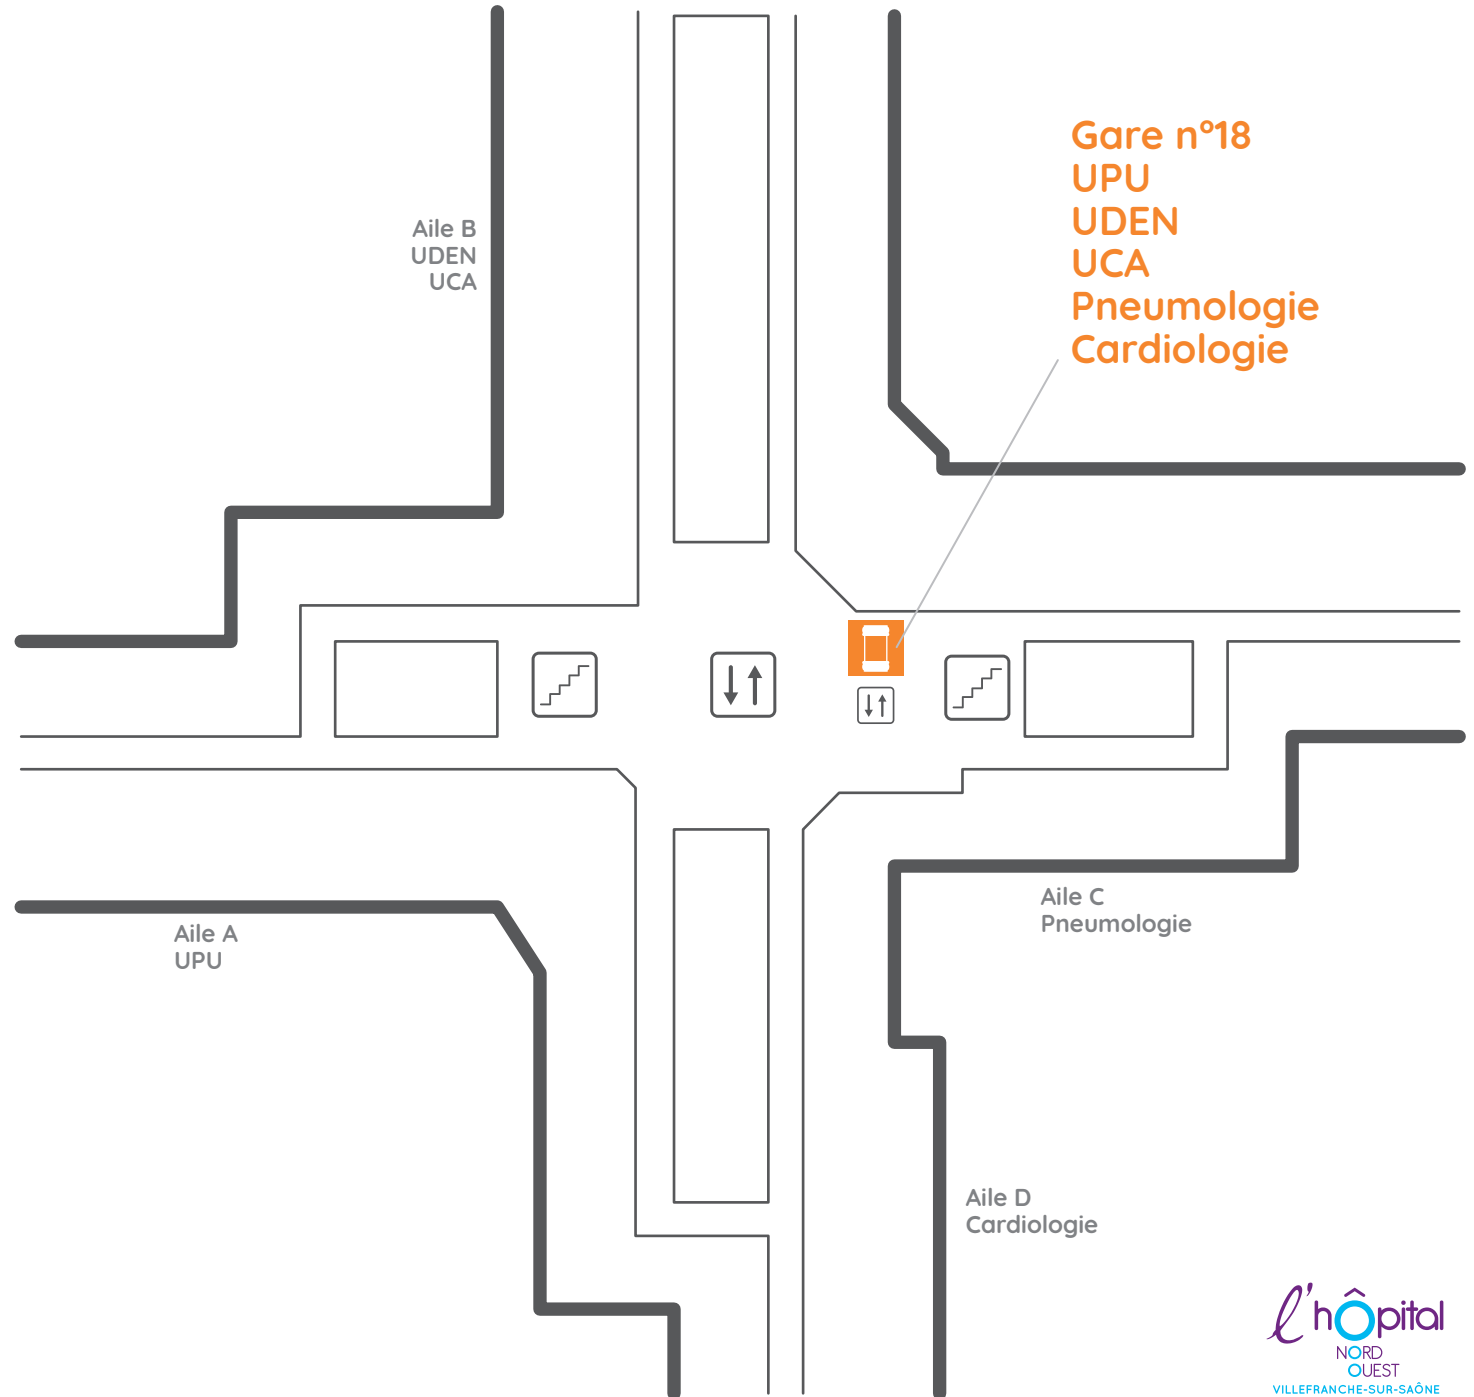 Gare n°18
UPU
UDEN
UCA
Pneumologie
Cardiologie
Aile B
UDEN
UCA
Aile C
Pneumologie
Aile A
UPU
Aile D
Cardiologie
l'hôpital
NORD
OUEST
VILLEFRANCHE-SUR-SAÔNE